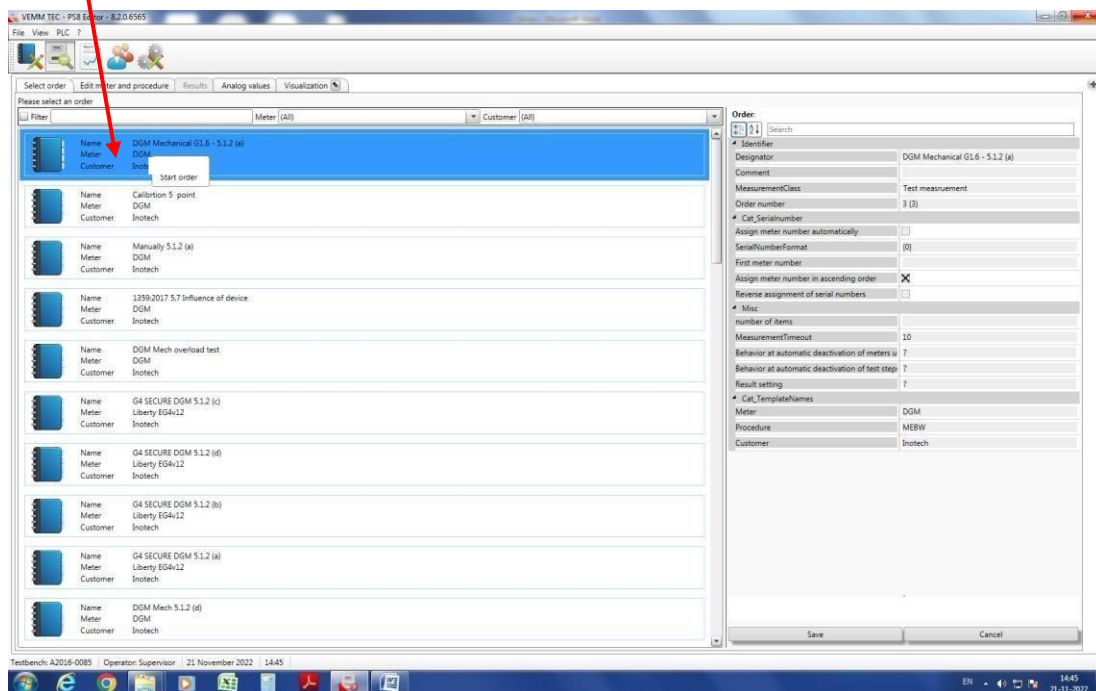 VEMM TEC - PS8 Editor - 8.2.0.6565
File View PLC ?
Select order Edit meter and procedure Results Analog values Visualization
Please select an order
Filter Meter (All) Customer (All)
Name DGM Mechanical G1.6 - 5.1.2 (a)
Meter DGM
Customer
Start order
Name Calibrtion 5 point
Meter DGM
Customer Inotech
Name Manually 5.1.2 (a)
Meter DGM
Customer Inotech
Name 1359:2017 5.7 Influence of device
Meter DGM
Customer Inotech
Name DGM Mech overload test
Meter DGM
Customer Inotech
Name G4 SECURE DGM 5.1.2 (c)
Meter Liberty EG4v12
Customer Inotech
Name G4 SECURE DGM 5.1.2 (d)
Meter Liberty EG4v12
Customer Inotech
Name G4 SECURE DGM 5.1.2 (b)
Meter Liberty EG4v12
Customer Inotech
Name G4 SECURE DGM 5.1.2 (a)
Meter Liberty EG4v12
Customer Inotech
Name DGM Mech 5.1.2 (d)
Meter DGM
Customer Inotech
Order:
Search
Identifier
Designator DGM Mechanical G1.6 - 5.1.2 (a)
Comment
MeasurementClass Test measruement
Order number 3 (3)
Cat_Serialnumber
Assign meter number automatically
SerialNumberFormat {0}
First meter number
Assign meter number in ascending order
Reverse assignment of serial numbers
Misc
number of items
MeasurementTimeout 10
Behavior at automatic deactivation of meters u ?
Behavior at automatic deactivation of test step: ?
Result setting ?
Cat_TemplateNames
Meter DGM
Procedure MEBW
Customer Inotech
Save Cancel
Testbench: A2016-0085 Operator: Supervisor 21 November 2022 14:45
EN 14:45
21-11-2022